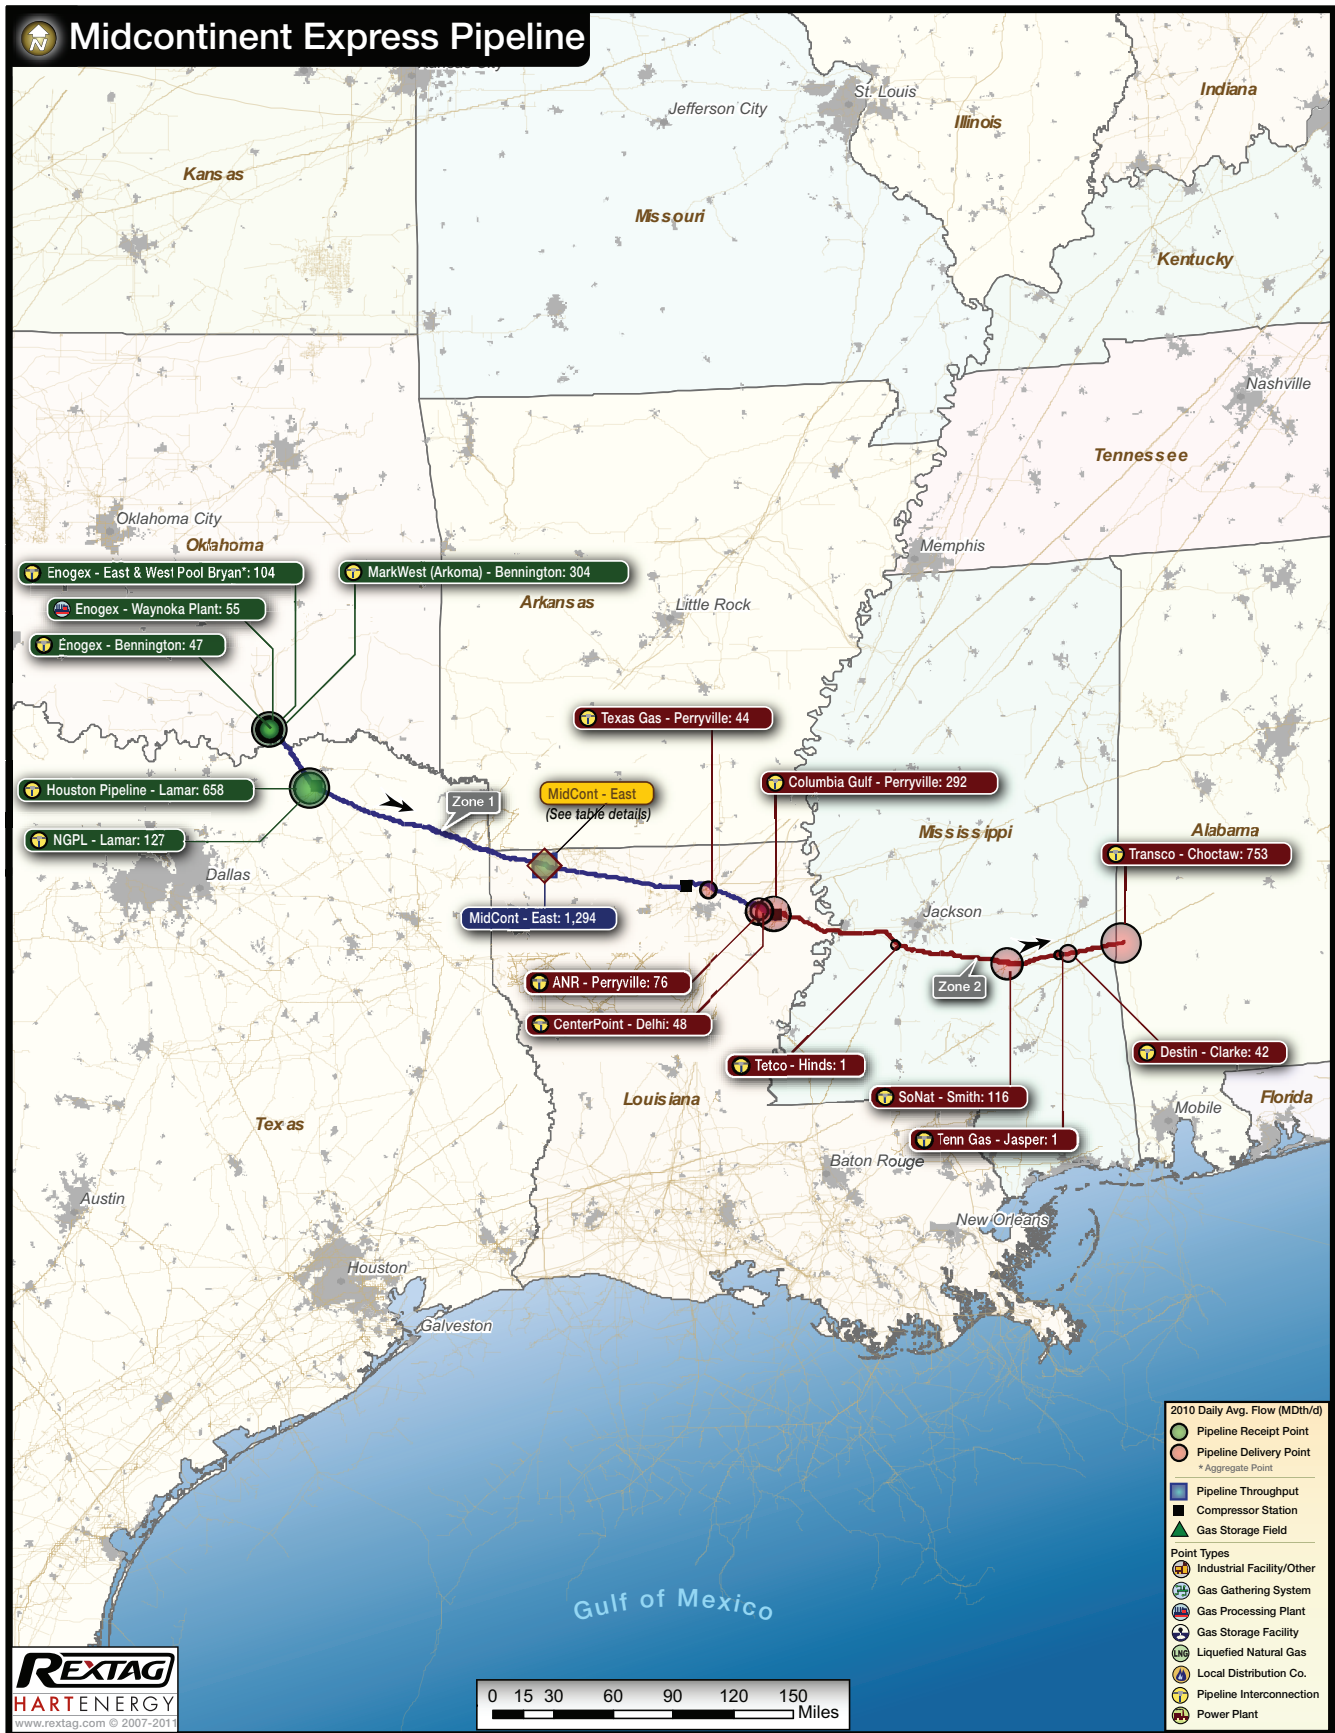 Midcontinent Express Pipeline
N
Kansas City
Jefferson City
St. Louis
Indiana
Illinois
Kansas
Missouri
Kentucky
Nashville
Tennessee
Oklahoma City
Oklahoma
Memphis
Enogex - East & West Pool Bryan*: 104
MarkWest (Arkoma) - Bennington: 304
Enogex - Waynoka Plant: 55
Arkansas
Little Rock
Enogex - Bennington: 47
Texas Gas - Perryville: 44
Houston Pipeline - Lamar: 658
Columbia Gulf - Perryville: 292
Zone 1
MidCont - East
(See table details)
NGPL - Lamar: 127
Mississippi
Alabama
Transco - Choctaw: 753
Dallas
MidCont - East: 1,294
Jackson
ANR - Perryville: 76
Zone 2
CenterPoint - Delhi: 48
Destin - Clarke: 42
Tetco - Hinds: 1
SoNat - Smith: 116
Louisiana
Florida
Mobile
Texas
Tenn Gas - Jasper: 1
Baton Rouge
Austin
New Orleans
Houston
Galveston
Gulf of Mexico
2010 Daily Avg. Flow (MDth/d)
Pipeline Receipt Point
Pipeline Delivery Point
* Aggregate Point
Pipeline Throughput
Compressor Station
Gas Storage Field
Point Types
Industrial Facility/Other
Gas Gathering System
Gas Processing Plant
Gas Storage Facility
LNG Liquefied Natural Gas
Local Distribution Co.
Pipeline Interconnection
Power Plant
REXTAG
HARTENERGY
www.rextag.com © 2007-2011
0 15 30 60 90 120 150
Miles